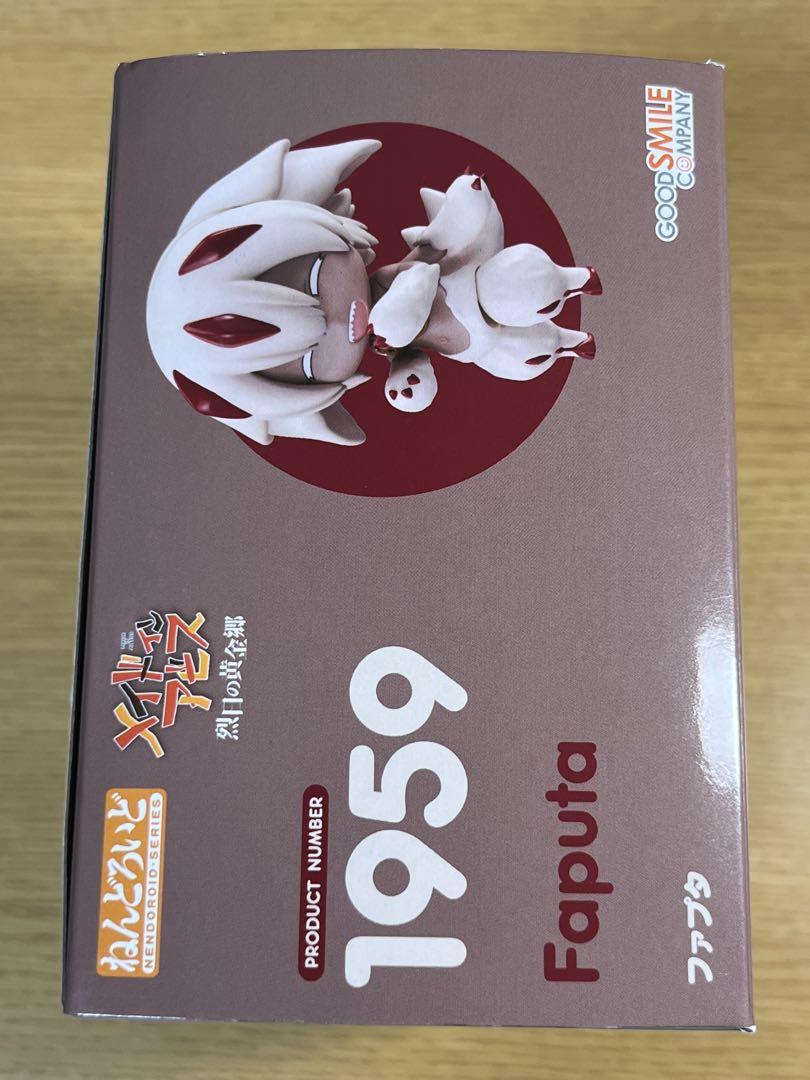 ねんどろいど
NENDOROID·SERIES
メイドインアビス
烈日の黄金郷
PRODUCT NUMBER
1959
Faputa
ファプタ
GOOD SMILE
COMPANY